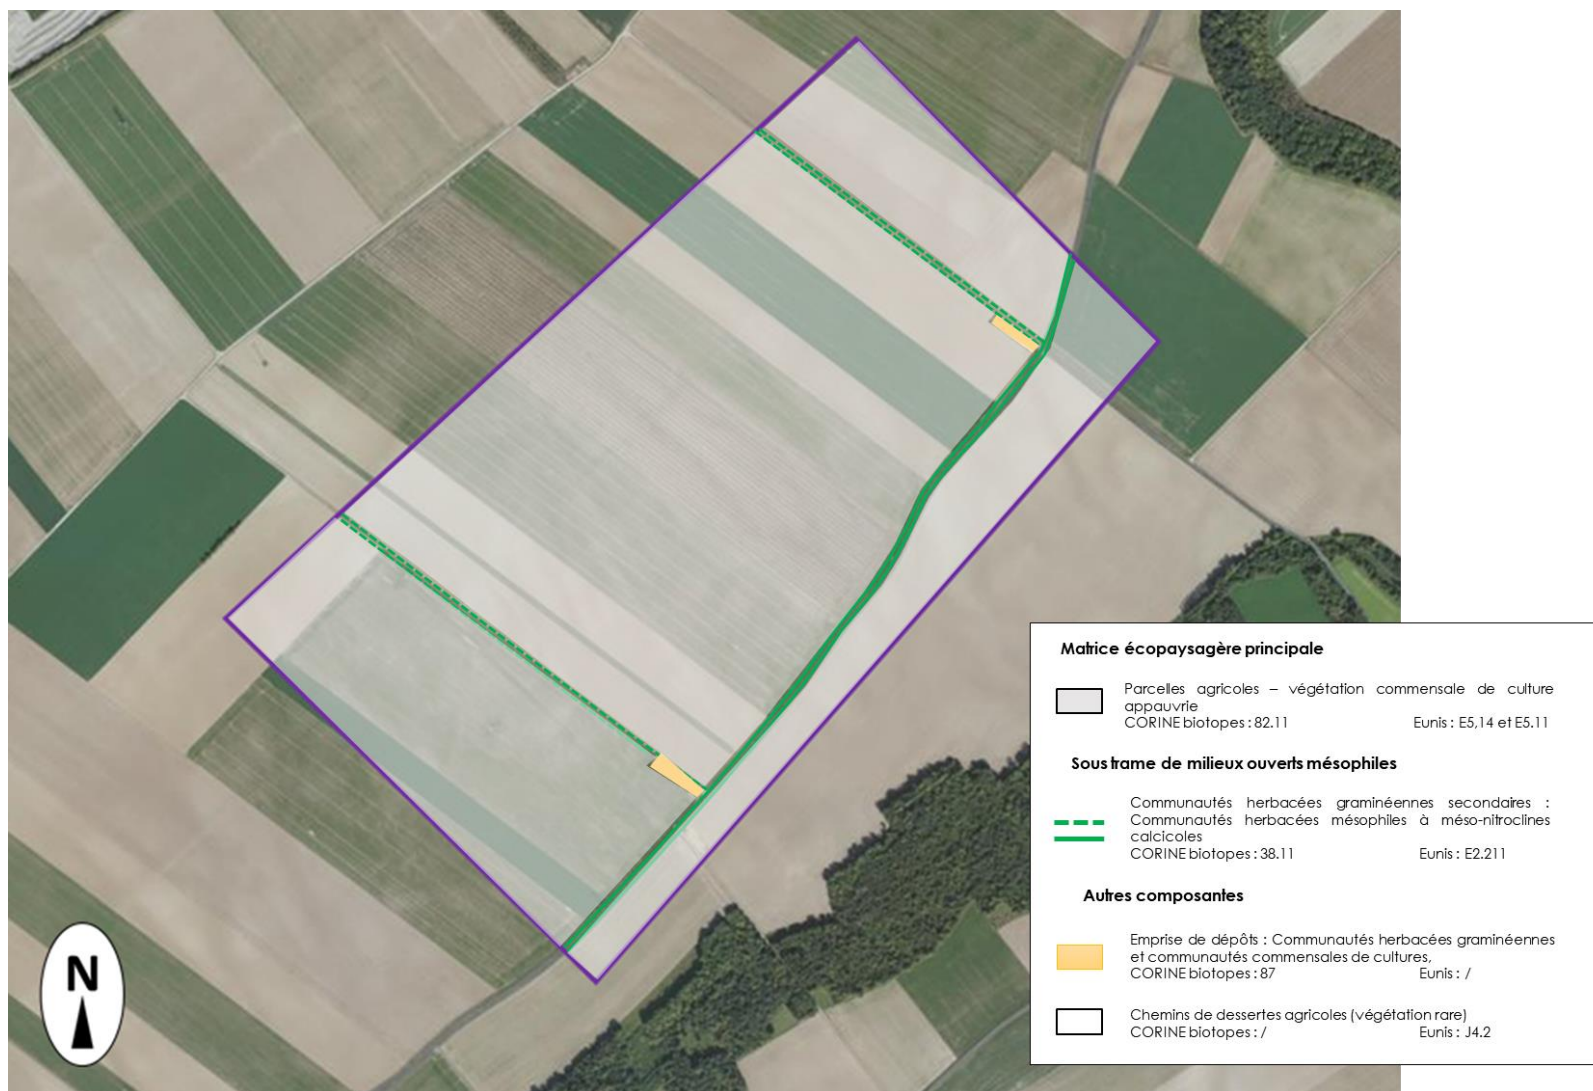 Matrice écopaysagère principale
Parcelles agricoles – végétation commensale de culture
appauvrie
CORINE biotopes : 82.11 Eunis : E5,14 et E5.11
Sous trame de milieux ouverts mésophiles
Communautés herbacées graminéennes secondaires :
Communautés herbacées mésophiles à méso-nitroclines
calcicoles
CORINE biotopes : 38.11 Eunis : E2.211
Autres composantes
Emprise de dépôts : Communautés herbacées graminéennes
et communautés commensales de cultures,
CORINE biotopes : 87 Eunis : /
Chemins de dessertes agricoles (végétation rare)
CORINE biotopes : / Eunis : J4.2
N